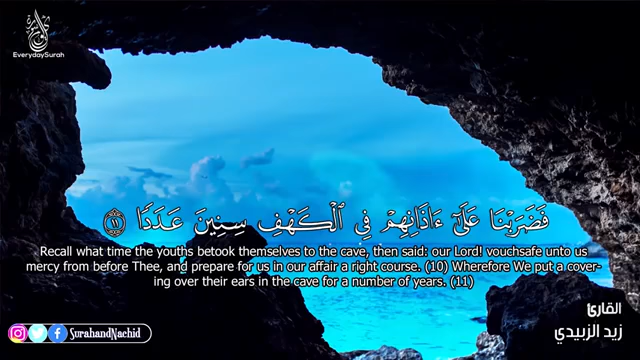 EverydaySurah
فَضَرَبْنَا عَلَىٰٓ ءَاذَانِهِمْ فِي ٱلْكَهْفِ سِنِينَ عَدَدًا ١١
Recall what time the youths betook themselves to the cave, then said: our Lord! vouchsafe unto us
mercy from before Thee, and prepare for us in our affair a right course. (10) Wherefore We put a cover-
ing over their ears in the cave for a number of years. (11)
القارئ
زيد الزبيدي
SurahandNachid